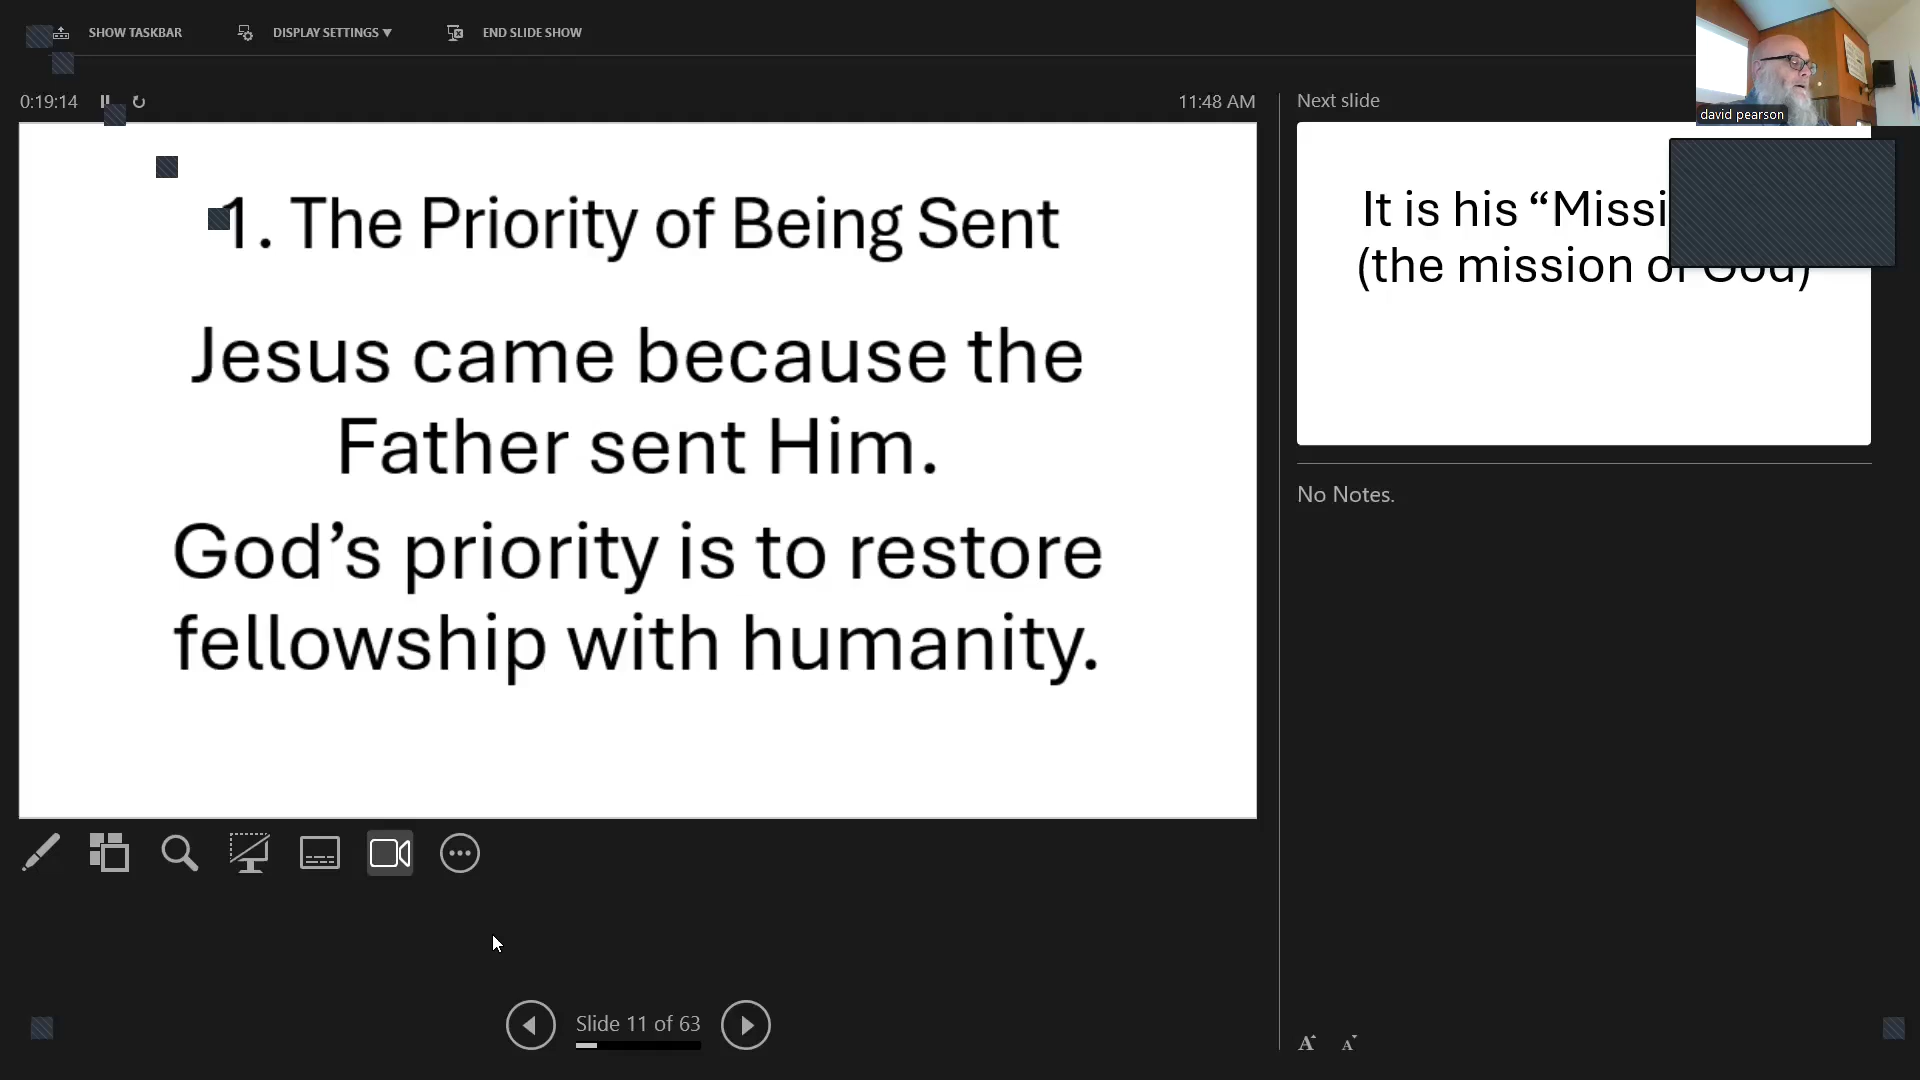 SHOW TASKBAR
DISPLAY SETTINGS ▼
END SLIDE SHOW
0:19:14
11:48 AM
Next slide
david pearson
1. The Priority of Being Sent
Jesus came because the
Father sent Him.
God’s priority is to restore
fellowship with humanity.
It is his “Missi
(the mission of God)
No Notes.
Slide 11 of 63
A A